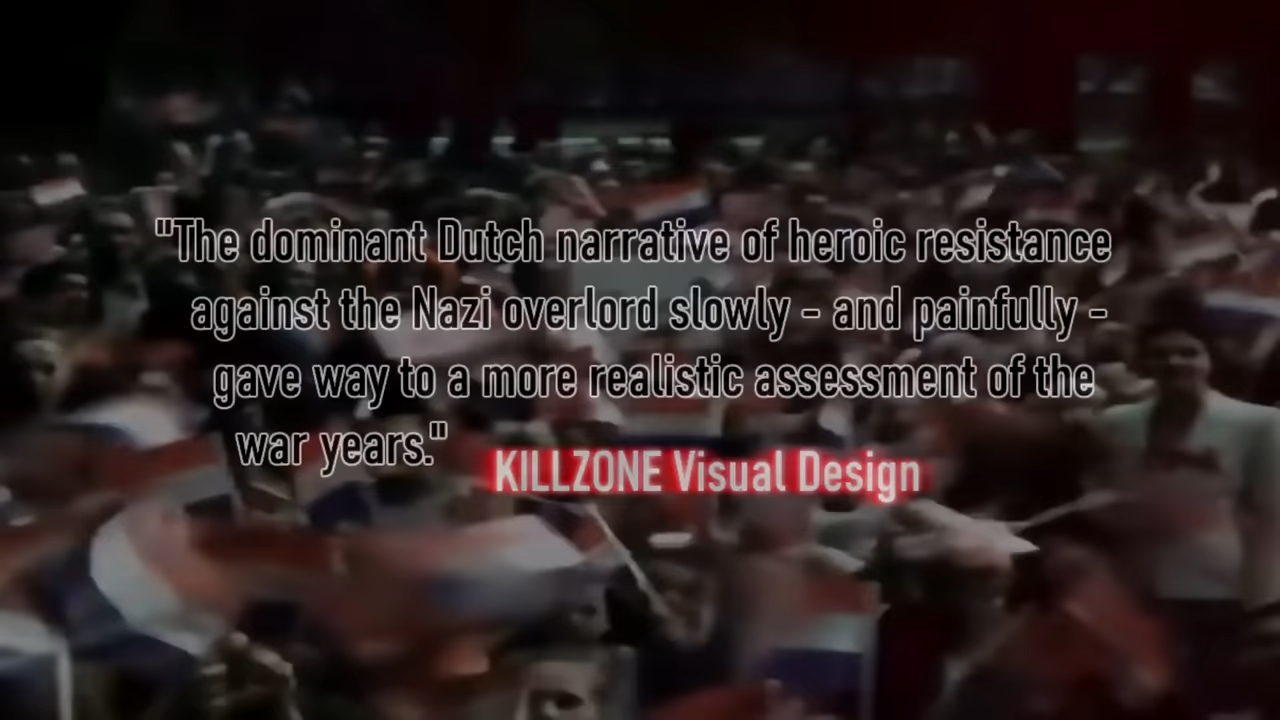 "The dominant Dutch narrative of heroic resistance
against the Nazi overlord slowly - and painfully -
gave way to a more realistic assessment of the
war years."
KILLZONE Visual Design